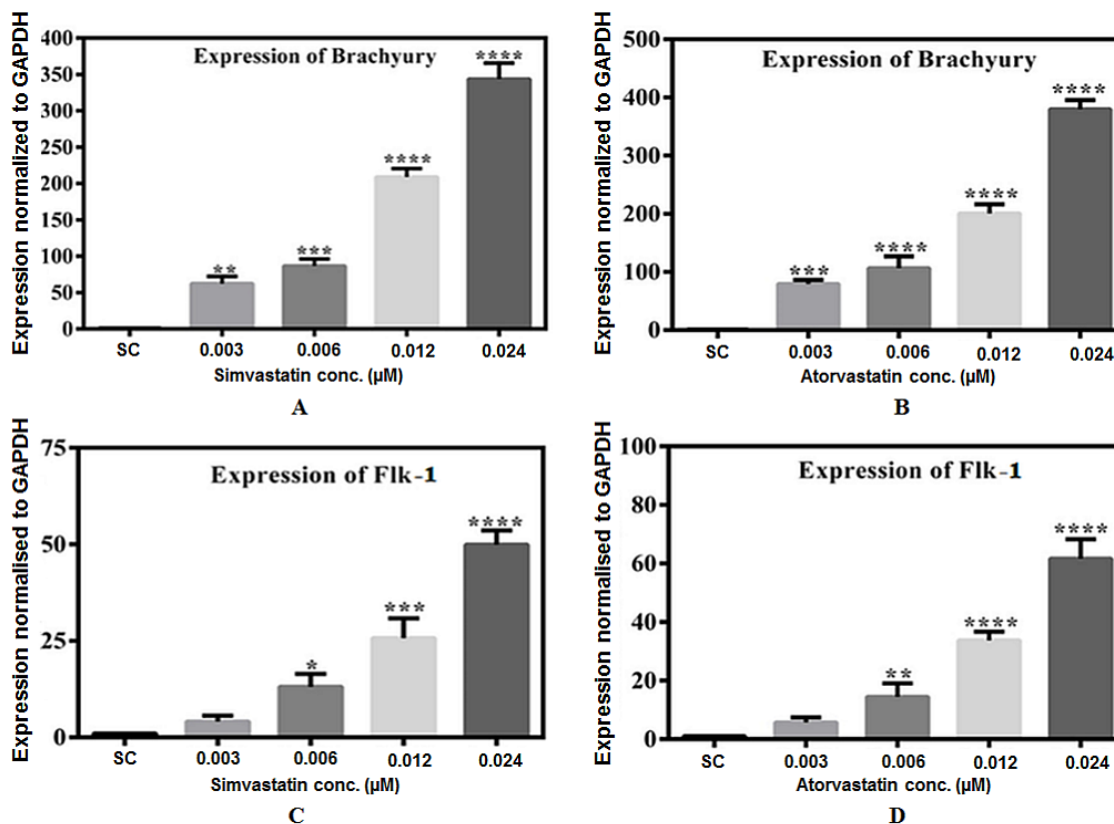 Expression of Brachyury
Expression normalized to GAPDH
400
350
300
250
200
150
100
50
0
**
***
****
****
SC 0.003 0.006 0.012 0.024
Simvastatin conc. (µM)
A
Expression of Brachyury
Expression normalized to GAPDH
500
400
300
200
100
0
***
****
****
****
SC 0.003 0.006 0.012 0.024
Atorvastatin conc. (µM)
B
Expression of Flk-1
Expression normalised to GAPDH
75
50
25
0
*
***
****
SC 0.003 0.006 0.012 0.024
Simvastatin conc. (µM)
C
Expression of Flk-1
Expression normalised to GAPDH
100
80
60
40
20
0
**
****
****
SC 0.003 0.006 0.012 0.024
Atorvastatin conc. (µM)
D